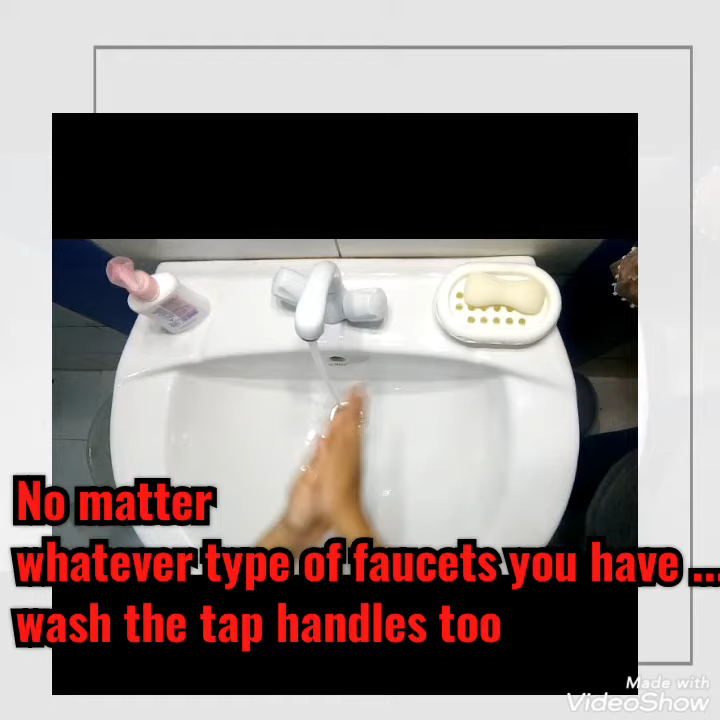 No matter
whatever type of faucets you have ...
wash the tap handles too
Made with
VideoShow